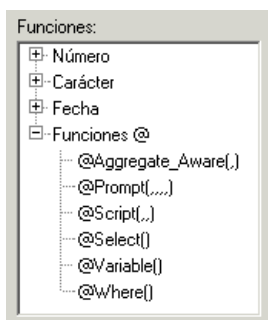 Funciones:
Número
Carácter
Fecha
Funciones @
@Aggregate_Aware(,)
@Prompt(,,,,)
@Script(,,)
@Select()
@Variable()
@Where()